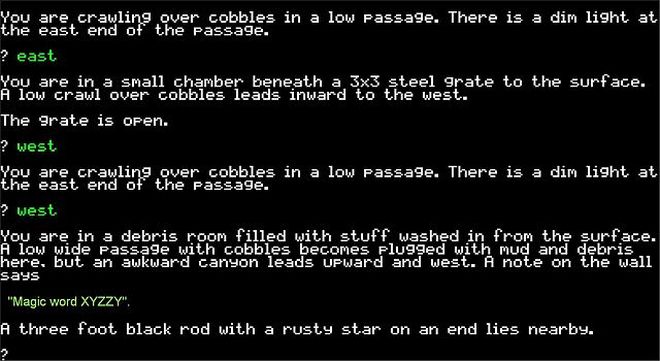 You are crawling over cobbles in a low passage. There is a dim light at
the east end of the passage.
? east
You are in a small chamber beneath a 3x3 steel grate to the surface.
A low crawl over cobbles leads inward to the west.
The grate is open.
? west
You are crawling over cobbles in a low passage. There is a dim light at
the east end of the passage.
? west
You are in a debris room filled with stuff washed in from the surface.
A low wide passage with cobbles becomes plugged with mud and debris
here. but an awkward canyon leads upward and west. A note on the wall
says
"Magic word XYZZY".
A three foot black rod with a rusty star on an end lies nearby.
?